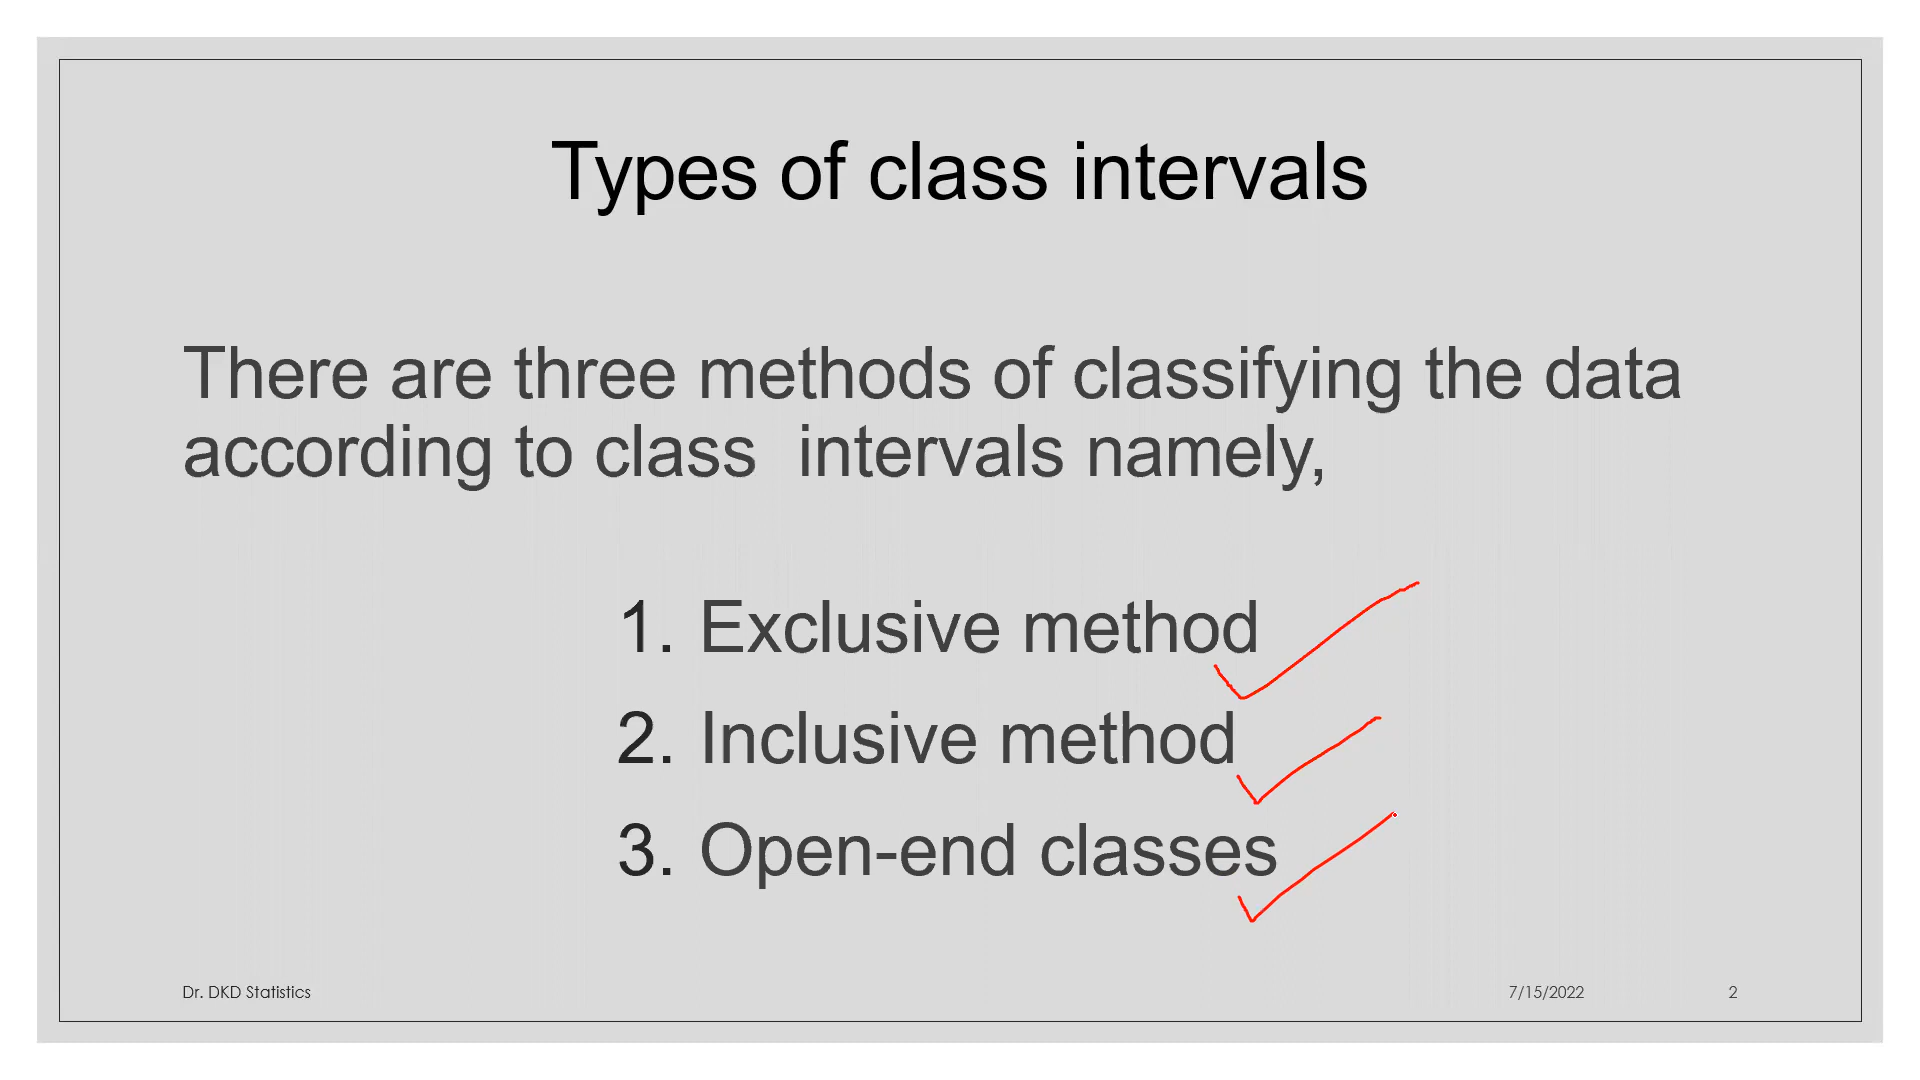 Types of class intervals
There are three methods of classifying the data
according to class  intervals namely,
1. Exclusive method
2. Inclusive method
3. Open-end classes
Dr. DKD Statistics 7/15/2022 2